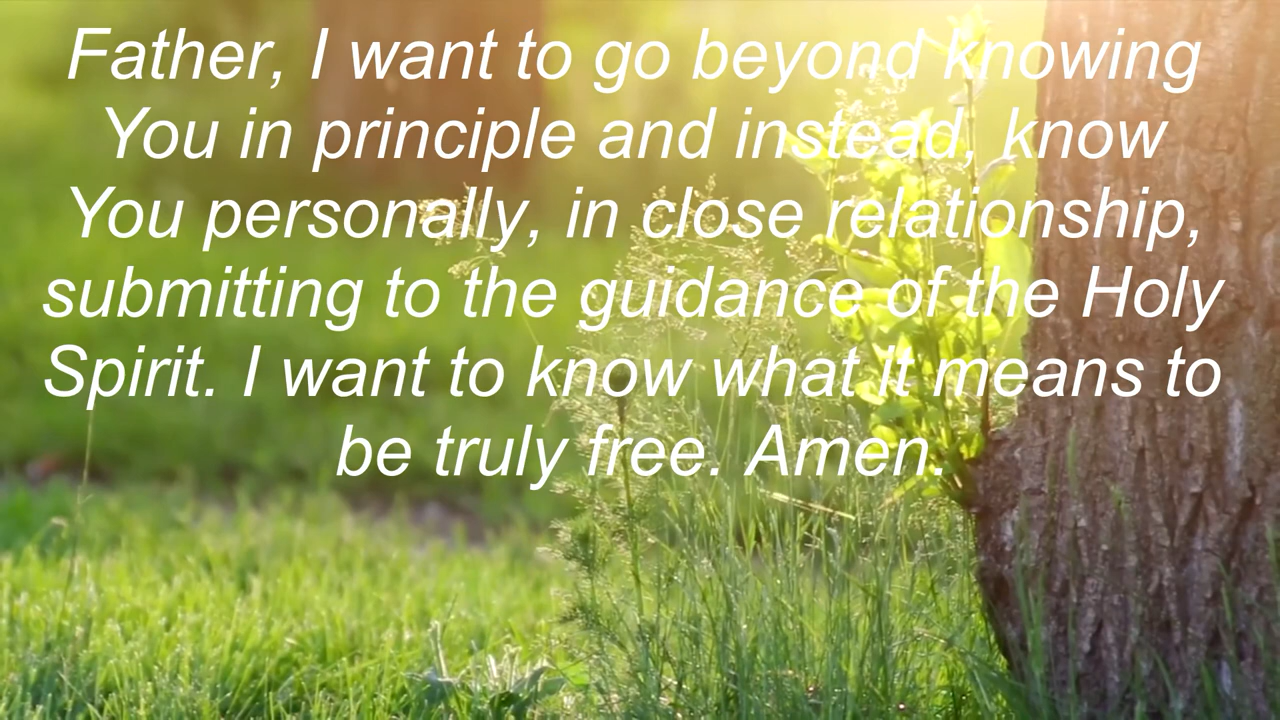 Father, I want to go beyond knowing
You in principle and instead, know
You personally, in close relationship,
submitting to the guidance of the Holy
Spirit. I want to know what it means to
be truly free. Amen.